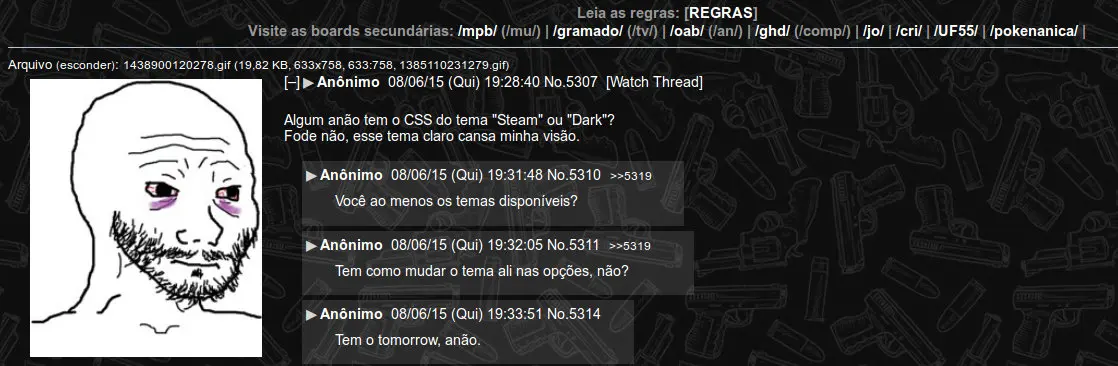 Leia as regras: [REGRAS]
Visite as boards secundárias: /mpb/ (/mu/) | /gramado/ (/tv/) | /oab/ (/an/) | /ghd/ (/comp/) | /jo/ | /cri/ | /UF55/ | /pokenanica/ |
Arquivo (esconder): 1438900120278.gif (19,82 KB, 633x758, 633:758, 1385110231279.gif)
[–] ▶ Anônimo 08/06/15 (Qui) 19:28:40 No.5307 [Watch Thread]
Algum anão tem o CSS do tema "Steam" ou "Dark"?
Fode não, esse tema claro cansa minha visão.
▶ Anônimo 08/06/15 (Qui) 19:31:48 No.5310 >>5319
Você ao menos os temas disponíveis?
▶ Anônimo 08/06/15 (Qui) 19:32:05 No.5311 >>5319
Tem como mudar o tema ali nas opções, não?
▶ Anônimo 08/06/15 (Qui) 19:33:51 No.5314
Tem o tomorrow, anão.